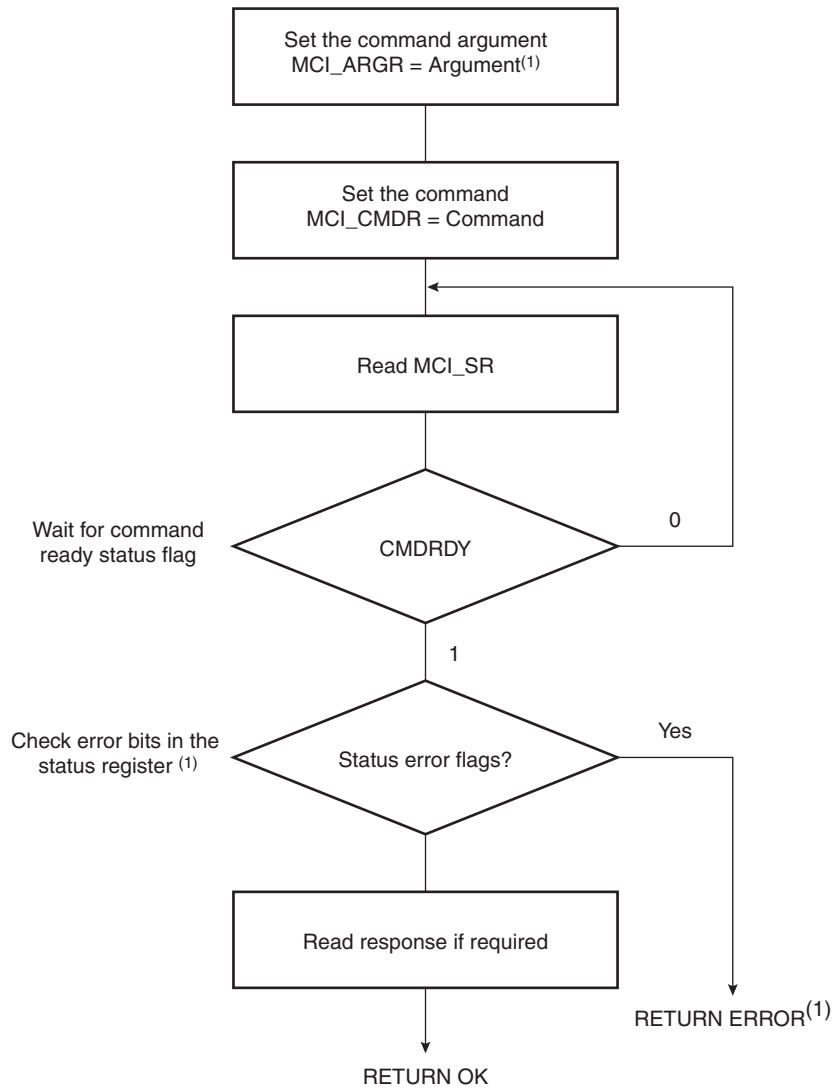 Set the command argument
MCI_ARGR = Argument(1)
Set the command
MCI_CMDR = Command
Read MCI_SR
Wait for command
ready status flag
CMDRDY
0
1
Check error bits in the
status register (1)
Status error flags?
Yes
Read response if required
RETURN ERROR(1)
RETURN OK